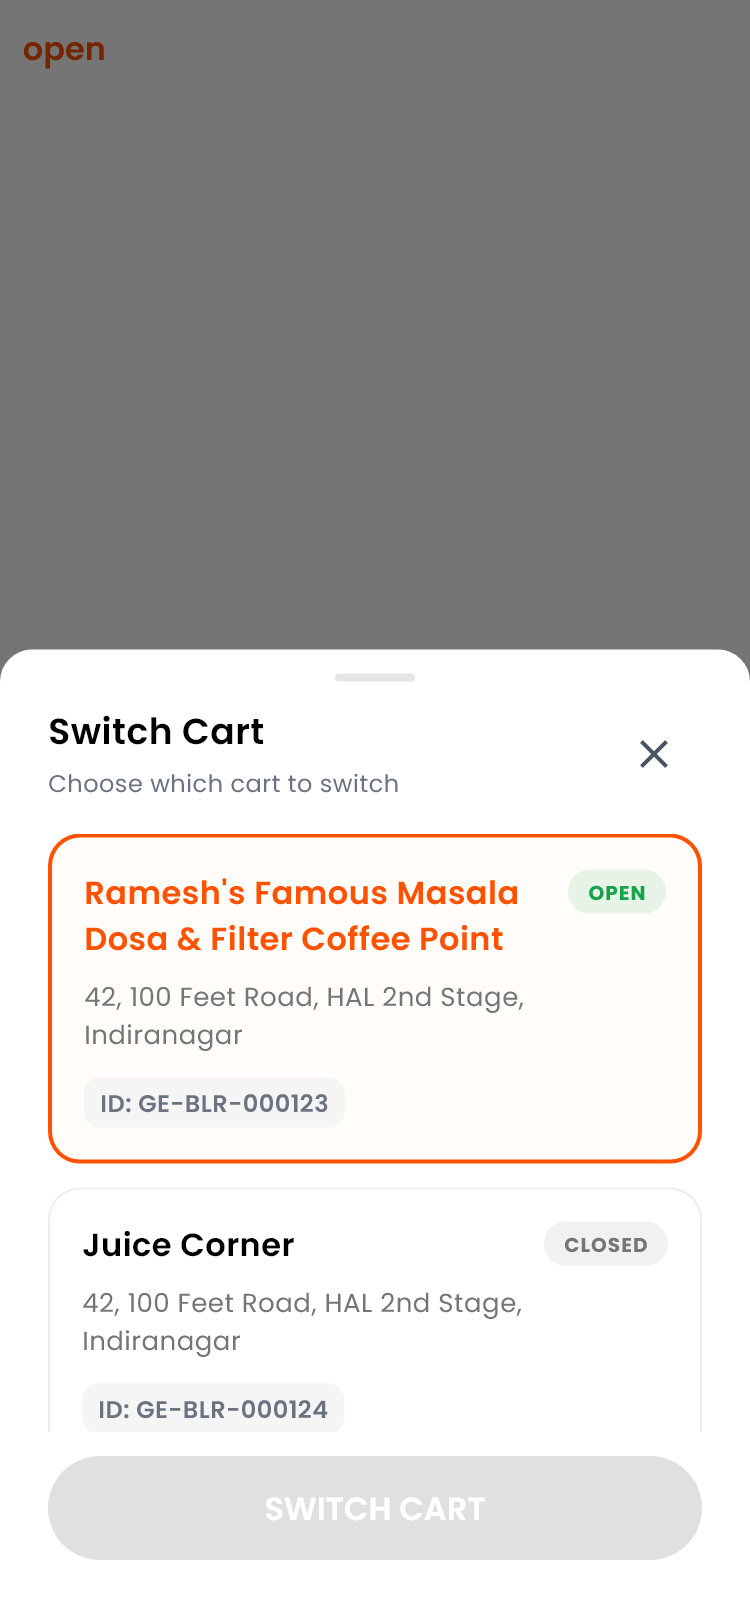 open
Switch Cart
Choose which cart to switch
Ramesh's Famous Masala
Dosa & Filter Coffee Point
OPEN
42, 100 Feet Road, HAL 2nd Stage,
Indiranagar
ID: GE-BLR-000123
Juice Corner
CLOSED
42, 100 Feet Road, HAL 2nd Stage,
Indiranagar
ID: GE-BLR-000124
SWITCH CART